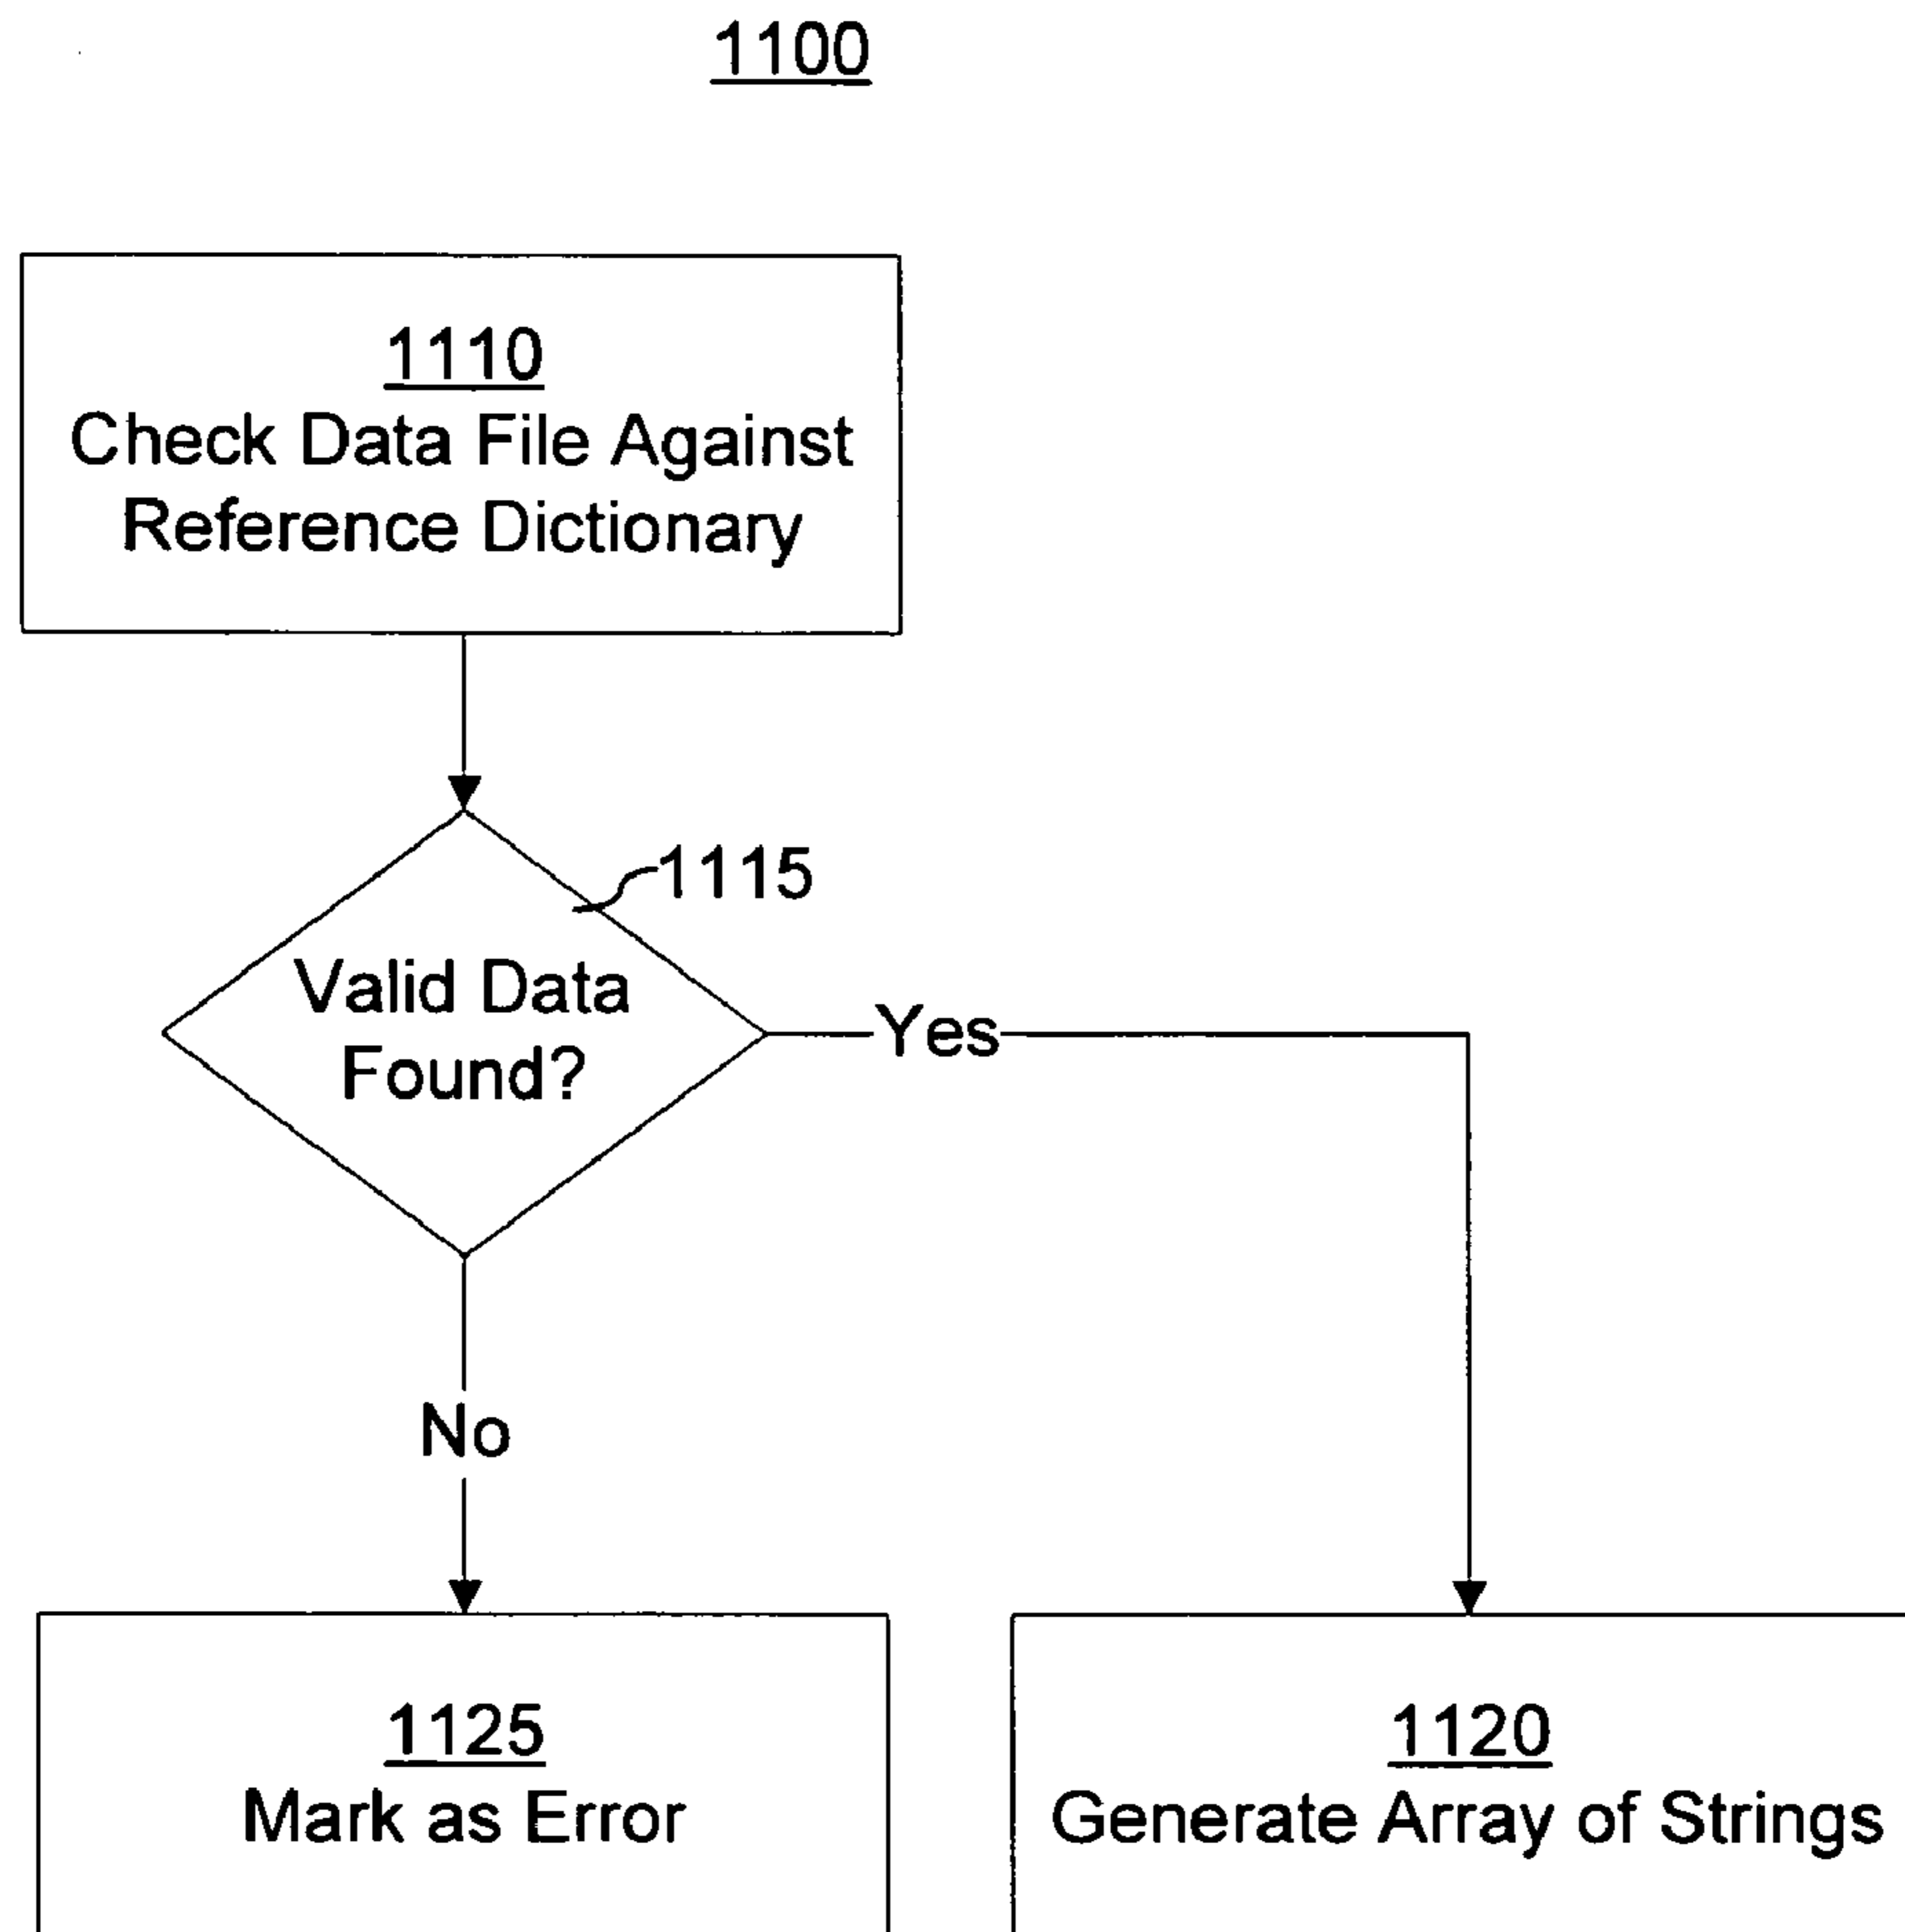 1100
1110
Check Data File Against
Reference Dictionary
1115
Valid Data
Found?
Yes
No
1125
Mark as Error
1120
Generate Array of Strings